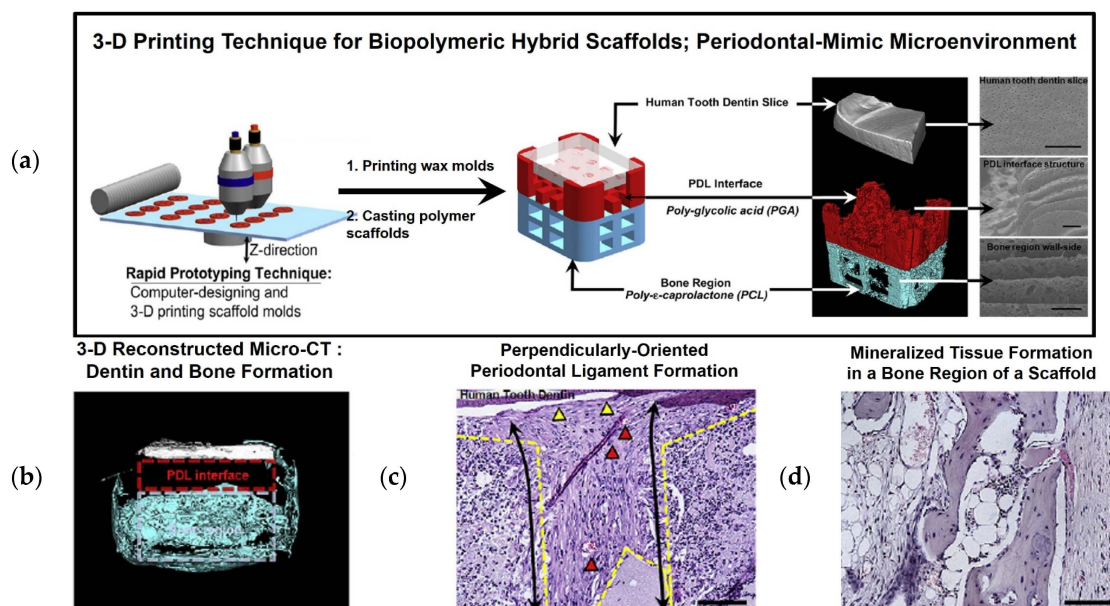 3-D Printing Technique for Biopolymeric Hybrid Scaffolds; Periodontal-Mimic Microenvironment
(a)
Z-direction
Rapid Prototyping Technique:
Computer-designing and
3-D printing scaffold molds
1. Printing wax molds
2. Casting polymer
scaffolds
Human Tooth Dentin Slice
PDL Interface
Poly-glycolic acid (PGA)
Bone Region
Poly-ε-caprolactone (PCL)
Human tooth dentin slice
PDL interface structure
Bone region wall-side
3-D Reconstructed Micro-CT :
Dentin and Bone Formation
(b)
PDL interface
Perpendicularly-Oriented
Periodontal Ligament Formation
(c)
Human Tooth Dentin
Mineralized Tissue Formation
in a Bone Region of a Scaffold
(d)